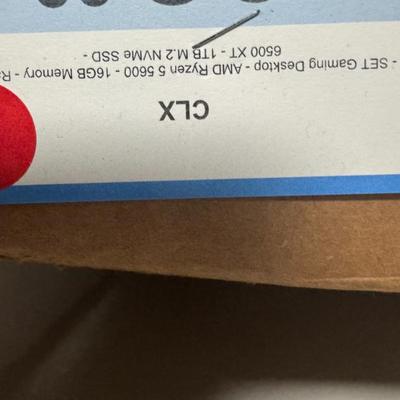 CLX
- SET Gaming Desktop - AMD Ryzen 5 5600 - 16GB Memory -
6500 XT - 1TB M.2 NVMe SSD -